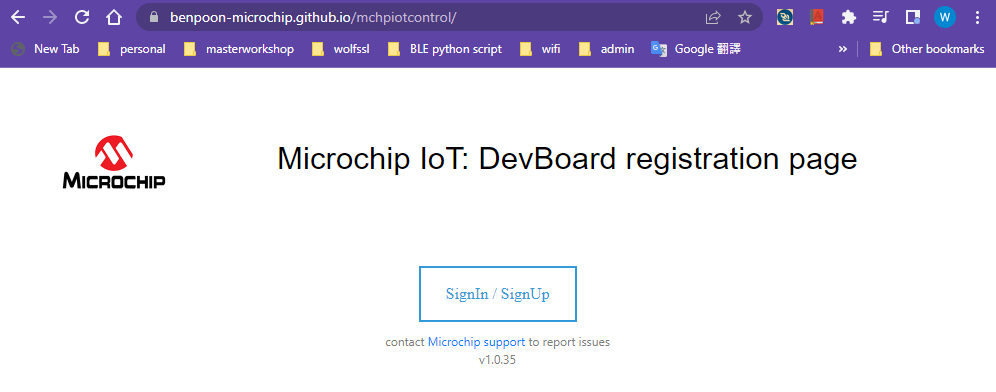 benpoon-microchip.github.io/mchpiotcontrol/
W
New Tab personal masterworkshop wolfssl BLE python script wifi admin Google 翻譯 » Other bookmarks
MICROCHIP
Microchip IoT: DevBoard registration page
SignIn / SignUp
contact Microchip support to report issues
v1.0.35